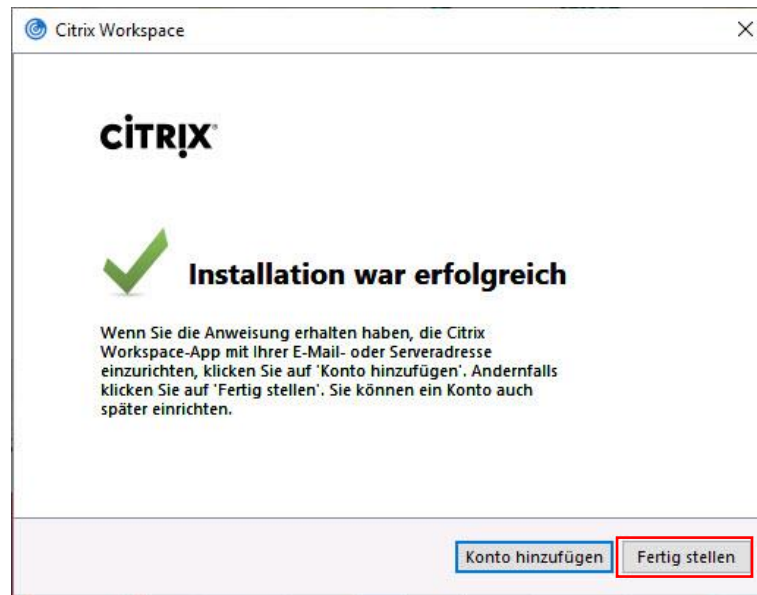 Citrix Workspace
CİTRIX
Installation war erfolgreich
Wenn Sie die Anweisung erhalten haben, die Citrix
Workspace-App mit Ihrer E-Mail- oder Serveradresse
einzurichten, klicken Sie auf 'Konto hinzufügen'. Andernfalls
klicken Sie auf 'Fertig stellen'. Sie können ein Konto auch
später einrichten.
Konto hinzufügen Fertig stellen